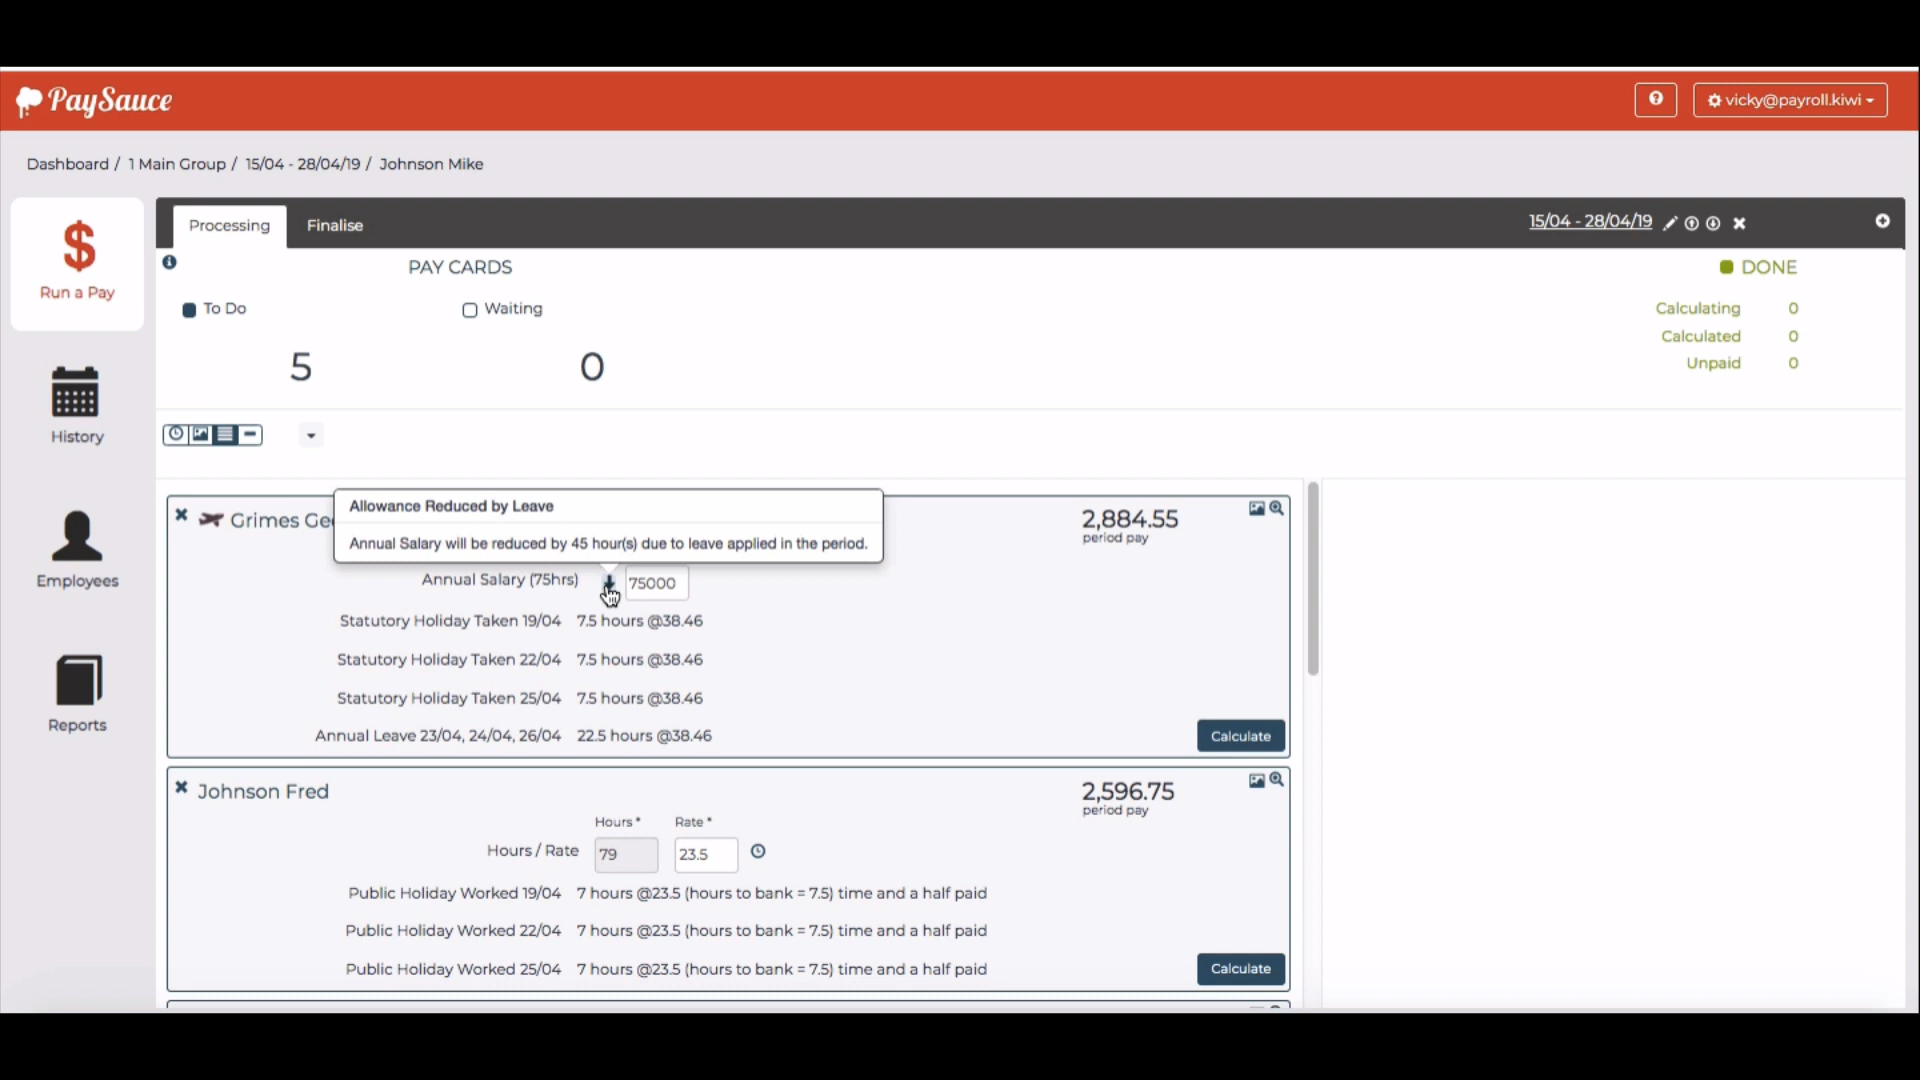 PaySauce
vicky@payroll.kiwi
Dashboard / 1 Main Group / 15/04 - 28/04/19 / Johnson Mike
Run a Pay
History
Employees
Reports
Processing Finalise 15/04 - 28/04/19
PAY CARDS
DONE
To Do
Waiting
5
0
Calculating 0
Calculated 0
Unpaid 0
Grimes
Allowance Reduced by Leave
Annual Salary will be reduced by 45 hour(s) due to leave applied in the period.
2,884.55
period pay
Annual Salary (75hrs) 75000
Statutory Holiday Taken 19/04 7.5 hours @38.46
Statutory Holiday Taken 22/04 7.5 hours @38.46
Statutory Holiday Taken 25/04 7.5 hours @38.46
Annual Leave 23/04, 24/04, 26/04 22.5 hours @38.46
Calculate
Johnson Fred
2,596.75
period pay
Hours * Rate *
Hours / Rate 79 23.5
Public Holiday Worked 19/04 7 hours @23.5 (hours to bank = 7.5) time and a half paid
Public Holiday Worked 22/04 7 hours @23.5 (hours to bank = 7.5) time and a half paid
Public Holiday Worked 25/04 7 hours @23.5 (hours to bank = 7.5) time and a half paid
Calculate